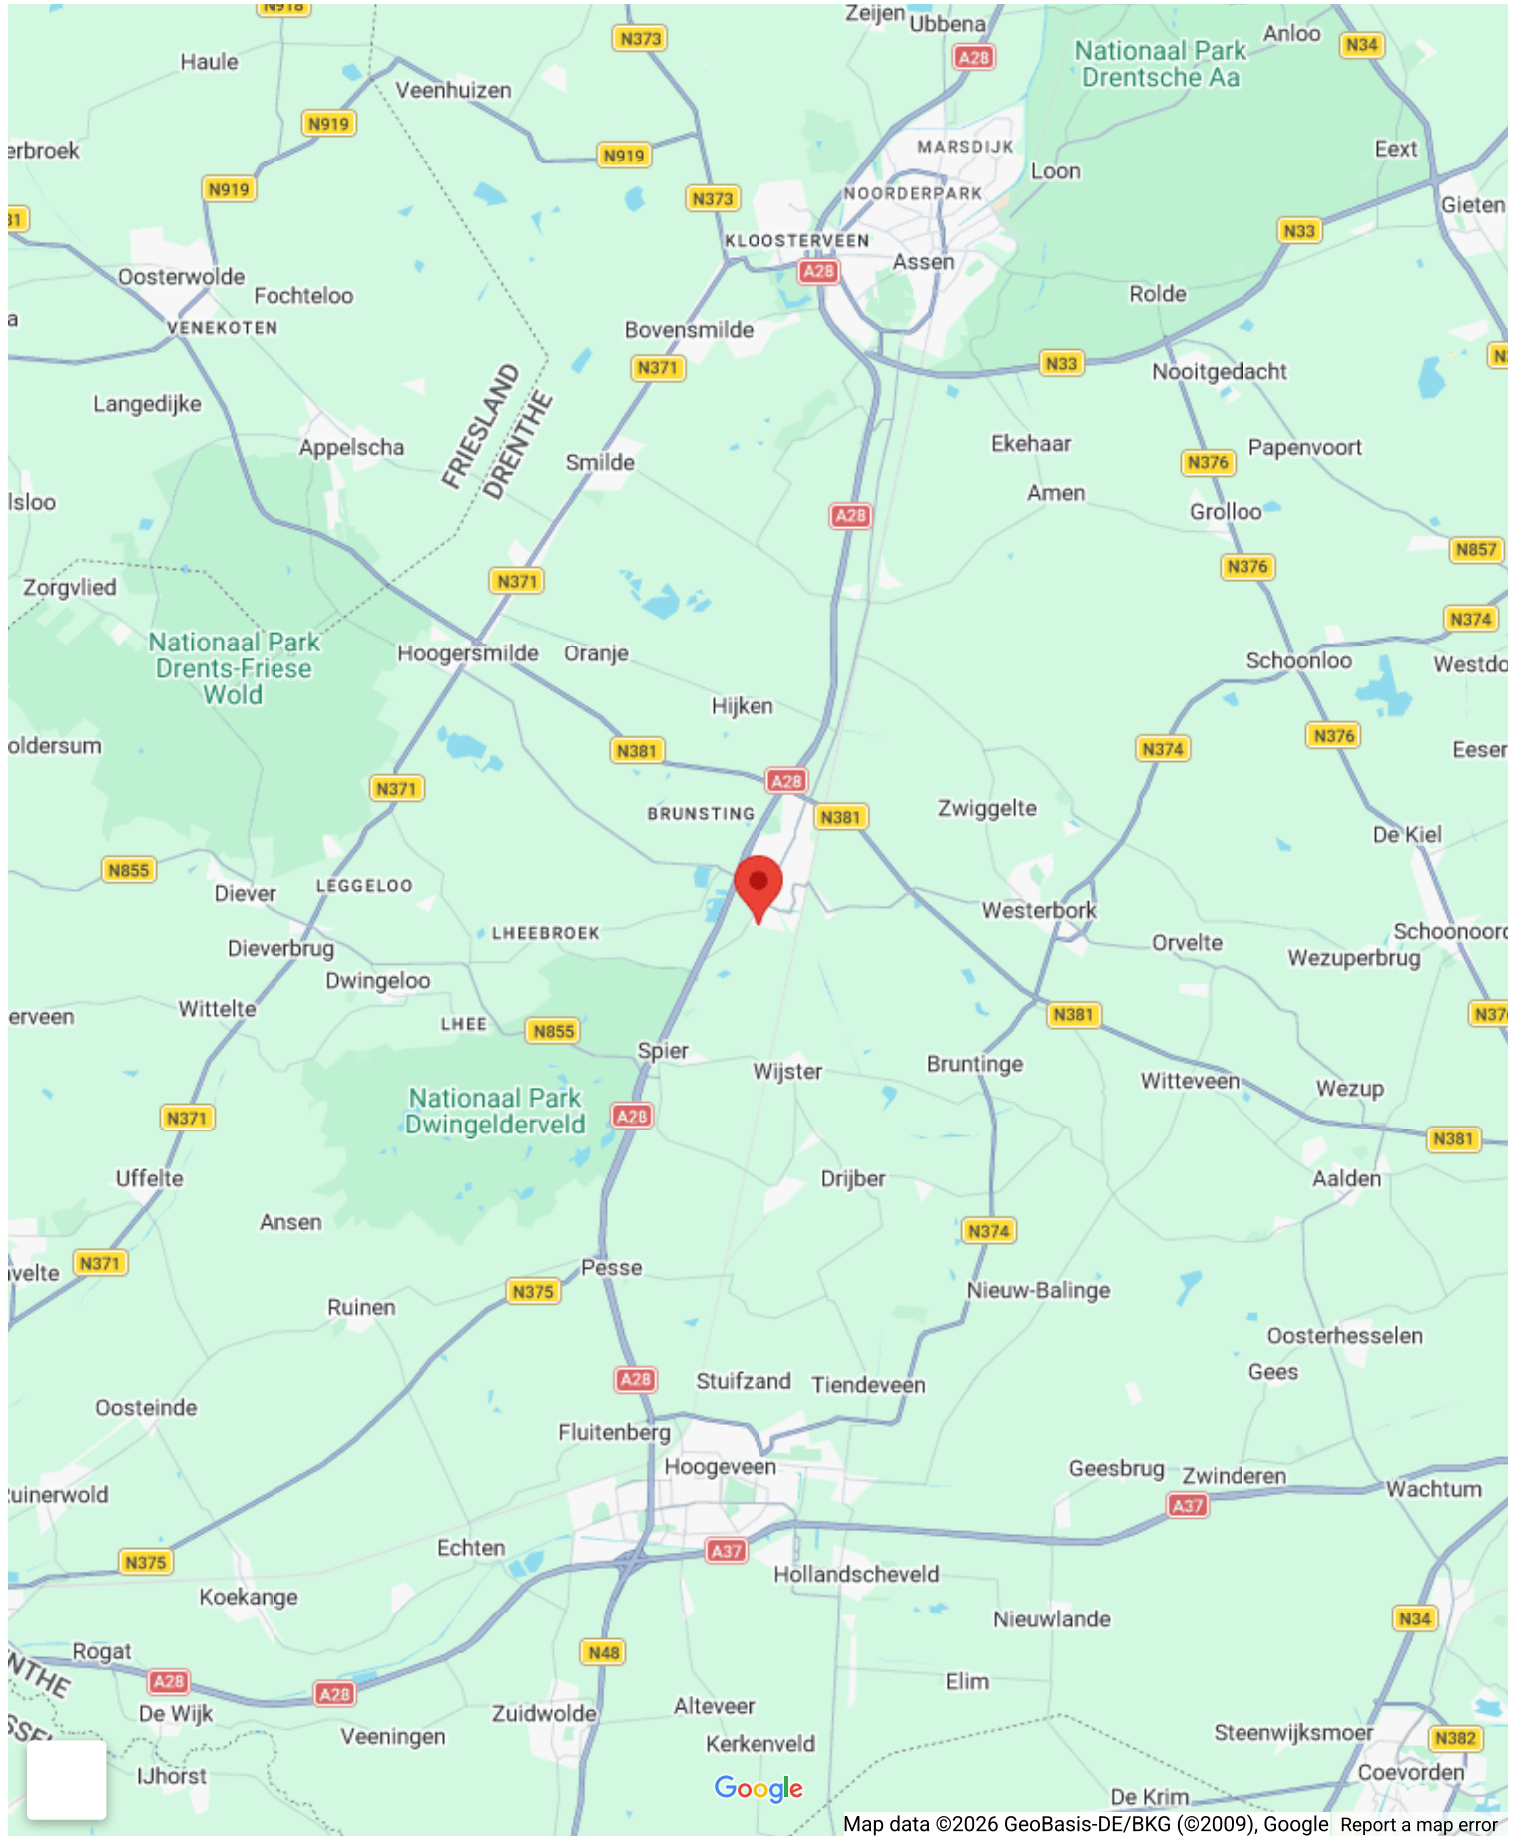 N918
Zeijen
Ubbena
N373
A28
Nationaal Park
Drentsche Aa
Anloo
N34
Haule
Veenhuizen
N919
N919
MARSDIJK
Eext
erbroek
Loon
N919
N373
NOORDERPARK
Gieten
31
KLOOSTERVEEN
N33
Assen
A28
Oosterwolde
Fochteloo
Rolde
a
VENEKOTEN
Bovensmilde
N371
N33
Nooitgedacht
Langedijke
FRIESLAND
DRENTHE
Appelscha
Smilde
Ekehaar
Papenvoort
N376
Amen
lsloo
A28
Grolloo
N857
N371
N376
Zorgvlied
N374
Nationaal Park
Drents-Friese
Wold
Hoogersmilde
Oranje
Schoonloo
Westdo
Hijken
oldersum
N381
N374
N376
Eeser
A28
N371
BRUNSTING
N381
Zwiggelte
De Kiel
N855
Diever
LEGGELOO
Westerbork
LHEEBROEK
Schoonoord
Dieverbrug
Orvelte
Wezuperbrug
Dwingeloo
Wittelte
erveen
LHEE
N855
N381
N376
Spier
Wijster
Bruntinge
Witteveen
Wezup
Nationaal Park
Dwingelderveld
N371
A28
N381
Uffelte
Drijber
Aalden
Ansen
N374
N371
avelte
Pesse
N375
Nieuw-Balinge
Ruinen
Oosterhesselen
Gees
A28
Stuifzand
Tiendeveen
Oosteinde
Fluitenberg
Hoogeveen
Geesbrug
Zwinderen
Wachtum
Ruinerwold
A37
Echten
A37
N375
Hollandscheveld
Koekange
Nieuwlande
N34
Rogat
N48
NTHE
A28
A28
Elim
De Wijk
Zuidwolde
Alteveer
SSEL
Veeningen
Kerkenveld
Steenwijksmoer
N382
IJhorst
Coevorden
Google
De Krim
Map data ©2026 GeoBasis-DE/BKG (©2009), Google
Report a map error